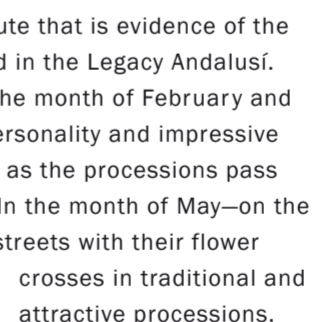 ute that is evidence of the
d in the Legacy Andalusí.
he month of February and
ersonality and impressive
as the processions pass
In the month of May—on the
streets with their flower
crosses in traditional and
attractive processions.